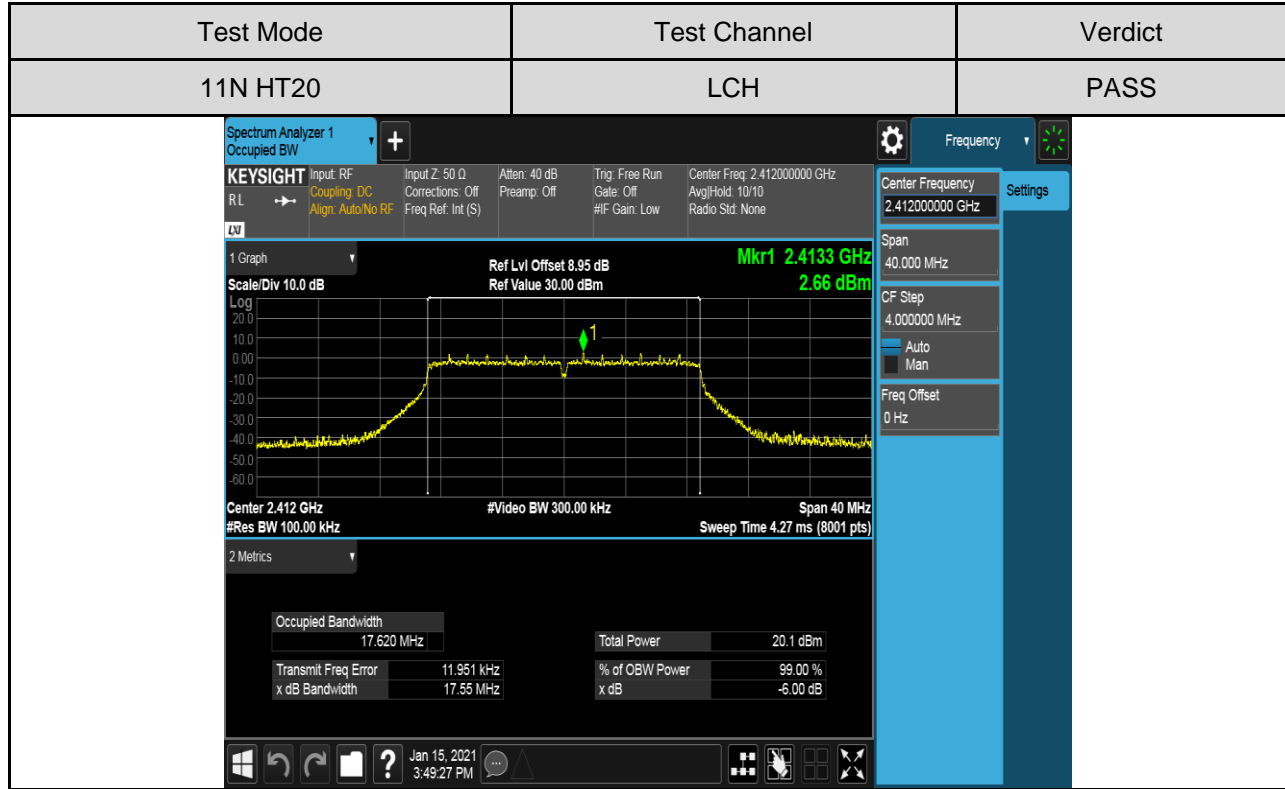 Test Mode Test Channel Verdict
11N HT20 LCH PASS
Spectrum Analyzer 1
Occupied BW
+
Frequency
KEYSIGHT Input: RF Input Z: 50 Ω Atten: 40 dB Trig: Free Run Center Freq: 2.412000000 GHz
RL Coupling: DC Corrections: Off Preamp: Off Gate: Off Avg|Hold: 10/10
Align: Auto/No RF Freq Ref: Int (S) #IF Gain: Low Radio Std: None
LXI
Center Frequency
2.412000000 GHz
Settings
Span
40.000 MHz
CF Step
4.000000 MHz
Auto
Man
Freq Offset
0 Hz
1 Graph Ref Lvl Offset 8.95 dB Mkr1 2.4133 GHz
Scale/Div 10.0 dB Ref Value 30.00 dBm 2.66 dBm
Log
20.0
10.0
1
0.00
-10.0
-20.0
-30.0
-40.0
-50.0
-60.0
Center 2.412 GHz #Video BW 300.00 kHz Span 40 MHz
#Res BW 100.00 kHz Sweep Time 4.27 ms (8001 pts)
2 Metrics
Occupied Bandwidth
17.620 MHz Total Power 20.1 dBm
Transmit Freq Error 11.951 kHz % of OBW Power 99.00 %
x dB Bandwidth 17.55 MHz x dB -6.00 dB
? Jan 15, 2021
3:49:27 PM